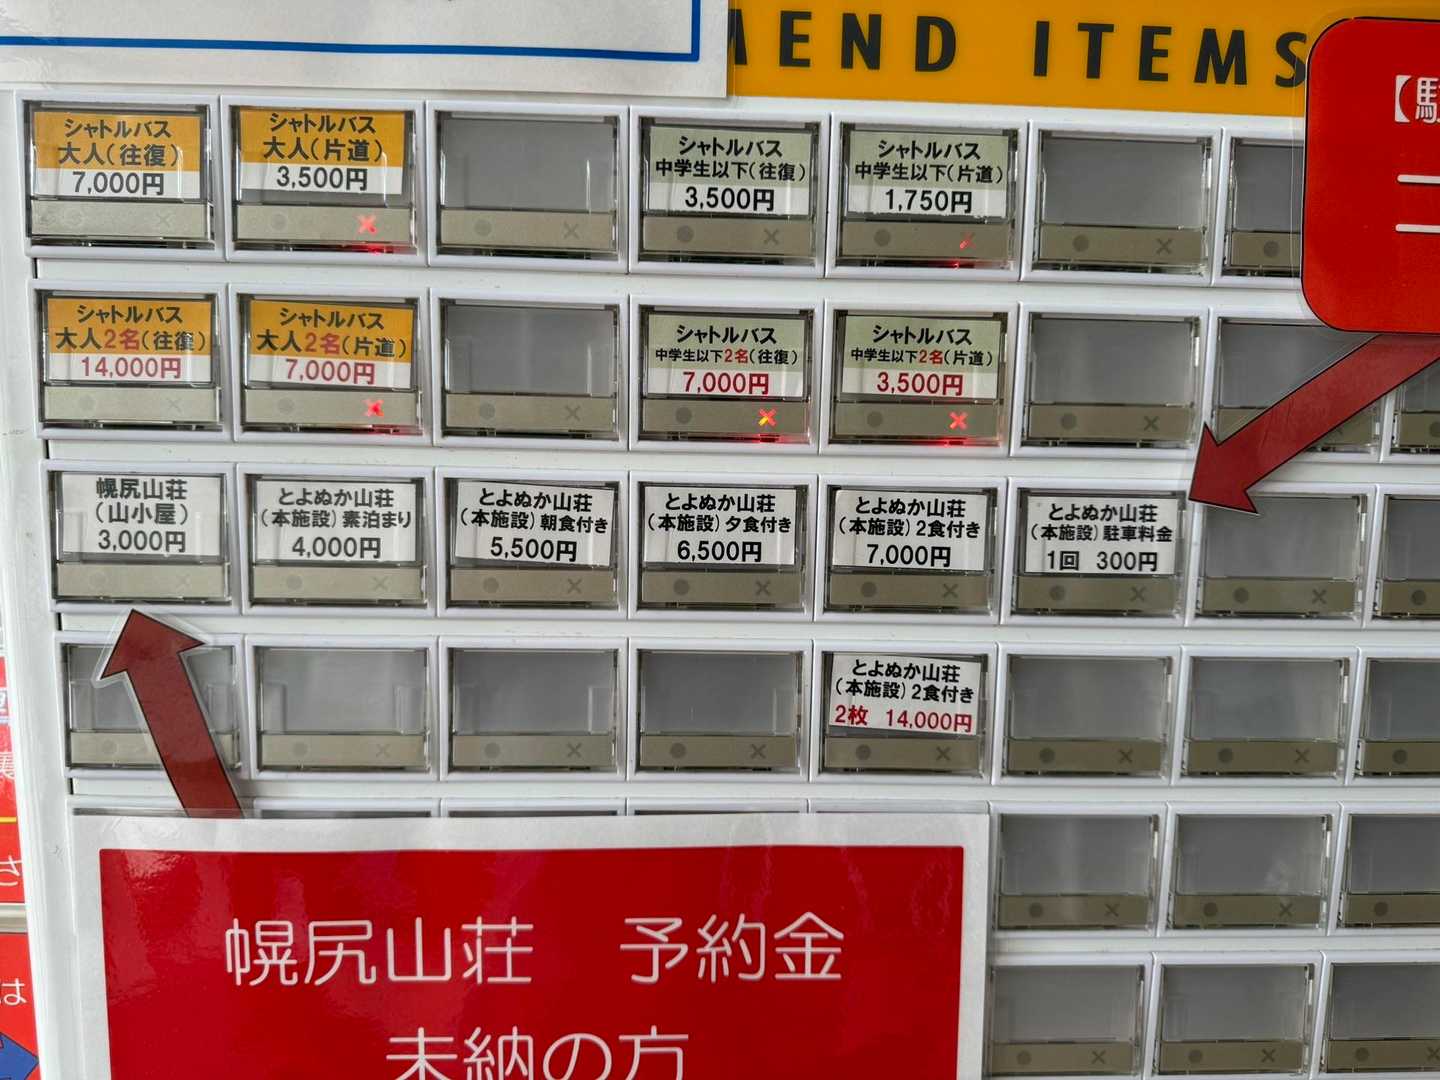 MEND ITEMS
【駐
シャトルバス
大人(往復)
7,000円
シャトルバス
大人(片道)
3,500円
シャトルバス
中学生以下(往復)
3,500円
シャトルバス
中学生以下(片道)
1,750円
シャトルバス
大人2名(往復)
14,000円
シャトルバス
大人2名(片道)
7,000円
シャトルバス
中学生以下2名(往復)
7,000円
シャトルバス
中学生以下2名(片道)
3,500円
幌尻山荘
(山小屋)
3,000円
とよぬか山荘
(本施設)素泊まり
4,000円
とよぬか山荘
(本施設)朝食付き
5,500円
とよぬか山荘
(本施設)夕食付き
6,500円
とよぬか山荘
(本施設)2食付き
7,000円
とよぬか山荘
(本施設)駐車料金
1回 300円
とよぬか山荘
(本施設)2食付き
2枚 14,000円
さ
は
幌尻山荘 予約金
未納の方